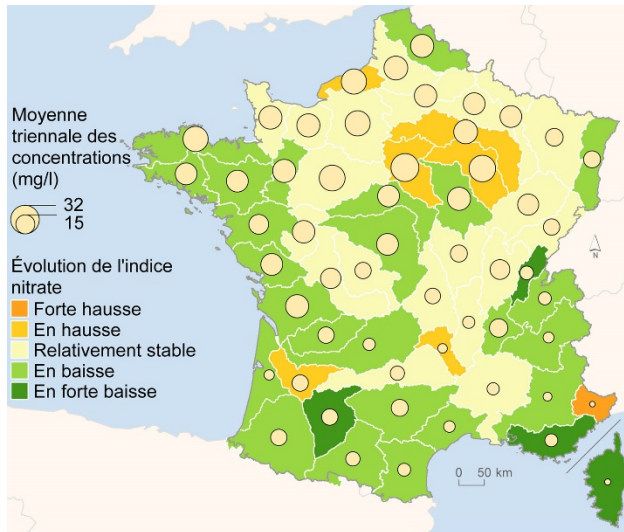 Moyenne
triennale des
concentrations
(mg/l)
32
15
Évolution de l'indice
nitrate
Forte hausse
En hausse
Relativement stable
En baisse
En forte baisse
N
0 50 km